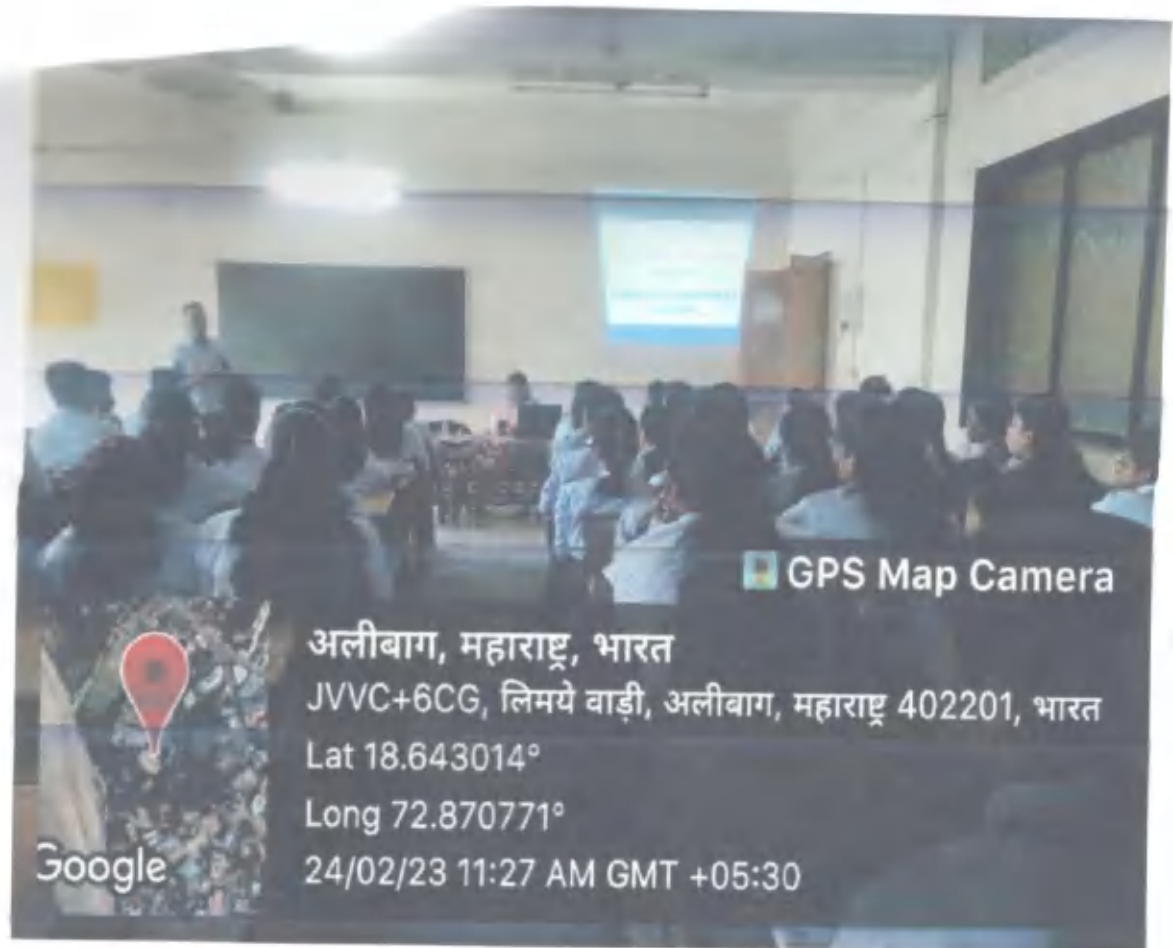 GPS Map Camera
अलीबाग, महाराष्ट्र, भारत
JVVC+6CG, लिमये वाड़ी, अलीबाग, महाराष्ट्र 402201, भारत
Lat 18.643014°
Long 72.870771°
24/02/23 11:27 AM GMT +05:30
Google